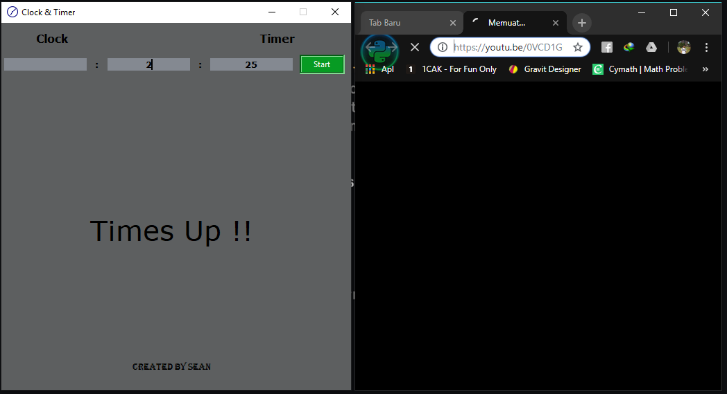 Clock & Timer
Clock Timer
: 2 : 25 Start
Times Up !!
CREATED BY SEAN
Tab Baru Memuat...
https://youtu.be/0VCD1G
Apl 1 1CAK - For Fun Only Gravit Designer Cymath | Math Probl »